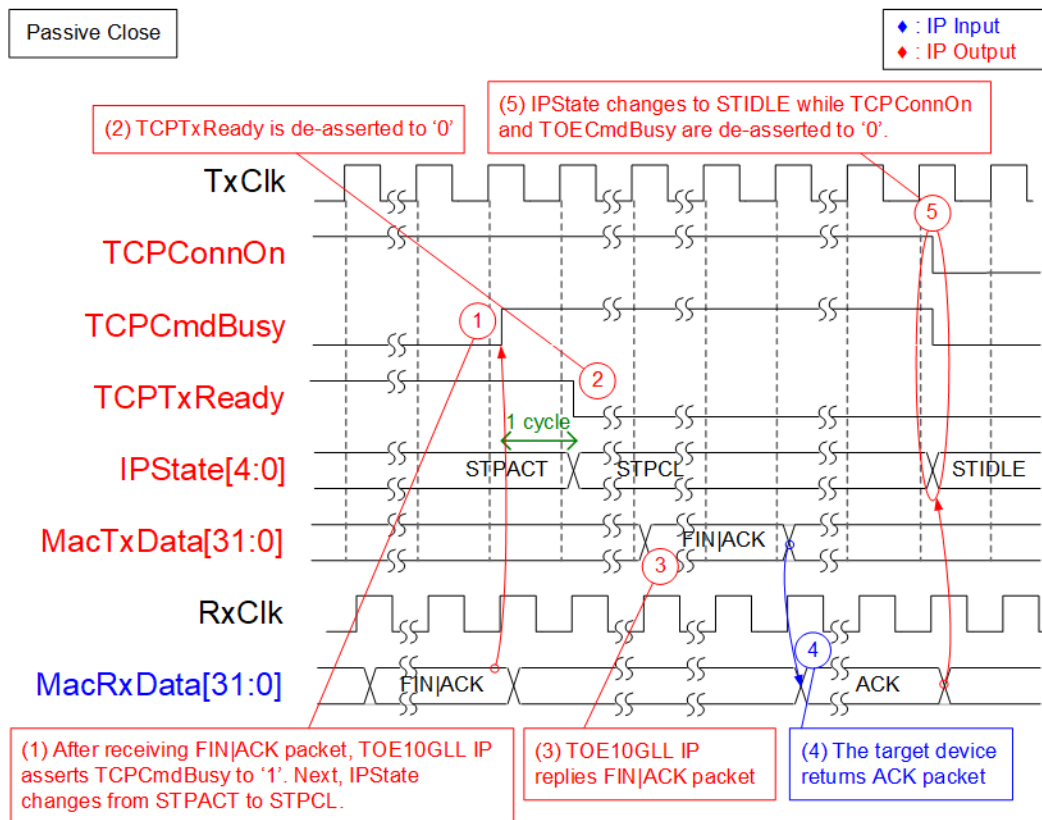 Passive Close
♦ : IP Input
♦ : IP Output
(2) TCPTxReady is de-asserted to ‘0’
(5) IPState changes to STIDLE while TCPConnOn
and TOECmdBusy are de-asserted to ‘0’.
TxClk
5
TCPConnOn
TCPCmdBusy
1
TCPTxReady
2
1 cycle
IPState[4:0]
STPACT
STPCL
STIDLE
MacTxData[31:0]
FIN|ACK
3
RxClk
4
MacRxData[31:0]
FIN|ACK
ACK
(1) After receiving FIN|ACK packet, TOE10GLL IP
asserts TCPCmdBusy to ‘1’. Next, IPState
changes from STPACT to STPCL.
(3) TOE10GLL IP
replies FIN|ACK packet
(4) The target device
returns ACK packet